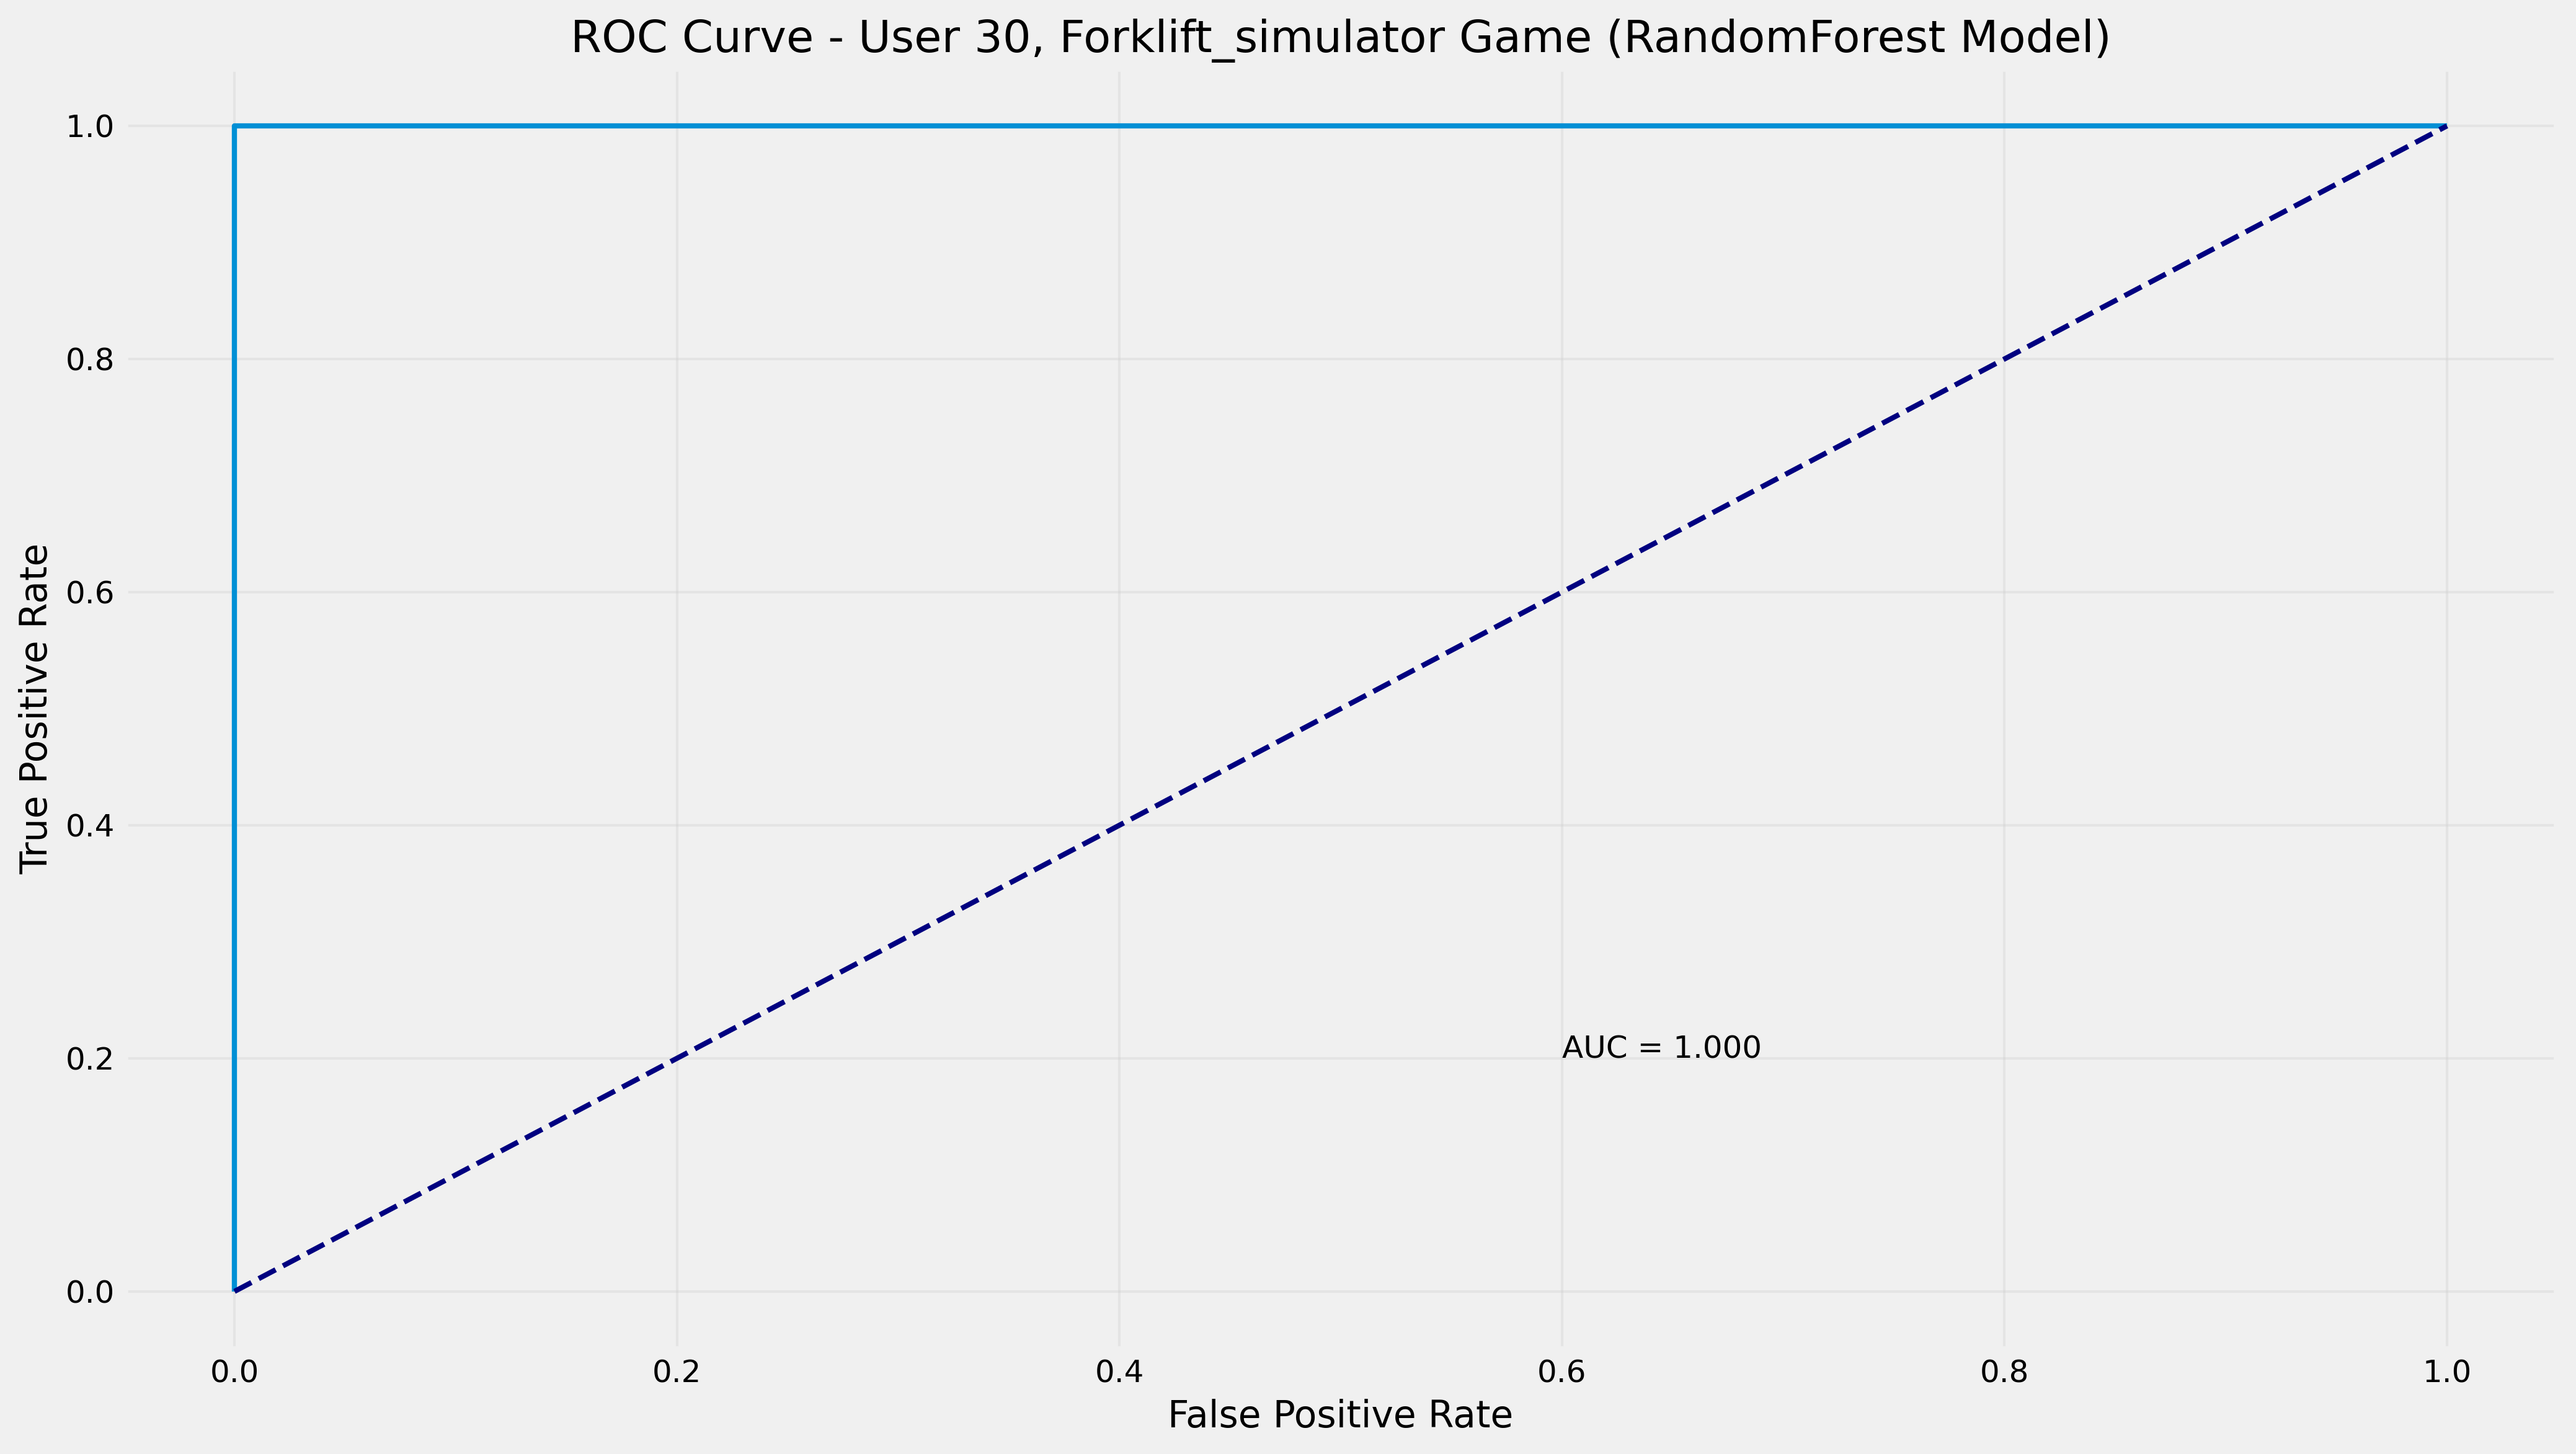 ROC Curve - User 30, Forklift_simulator Game (RandomForest Model)
True Positive Rate
1.0
0.8
0.6
0.4
0.2
0.0
AUC = 1.000
0.0 0.2 0.4 0.6 0.8 1.0
False Positive Rate